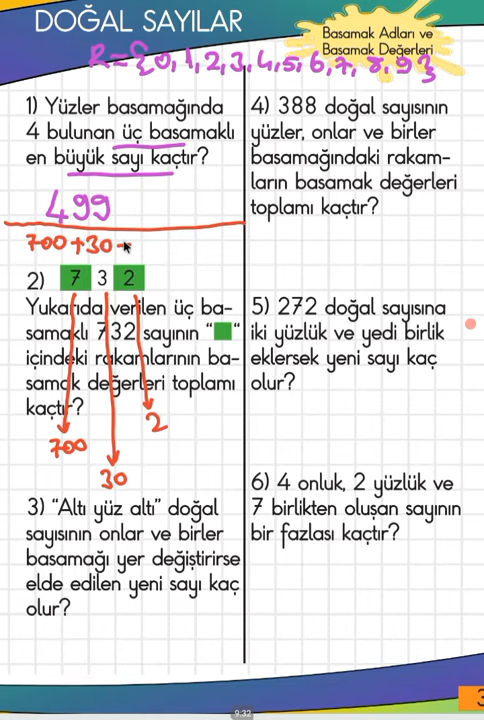 DOĞAL SAYILAR
Basamak Adları ve
Basamak Değerleri
R={0,1,2,3,4,5,6,7,8,9}
1) Yüzler basamağında
4 bulunan üç basamaklı
en büyük sayı kaçtır?
499
700+30-
2) 7 3 2
Yukarıda verilen üç ba-
samaklı 732 sayının " "
içindeki rakamlarının ba-
samak değerleri toplamı
kaçtır?
2
700
30
3) "Altı yüz altı" doğal
sayısının onlar ve birler
basamağı yer değiştirirse
elde edilen yeni sayı kaç
olur?
4) 388 doğal sayısının
yüzler, onlar ve birler
basamağındaki rakam-
ların basamak değerleri
toplamı kaçtır?
5) 272 doğal sayısına
iki yüzlük ve yedi birlik
eklersek yeni sayı kaç
olur?
6) 4 onluk, 2 yüzlük ve
7 birlikten oluşan sayının
bir fazlası kaçtır?
3
9:32